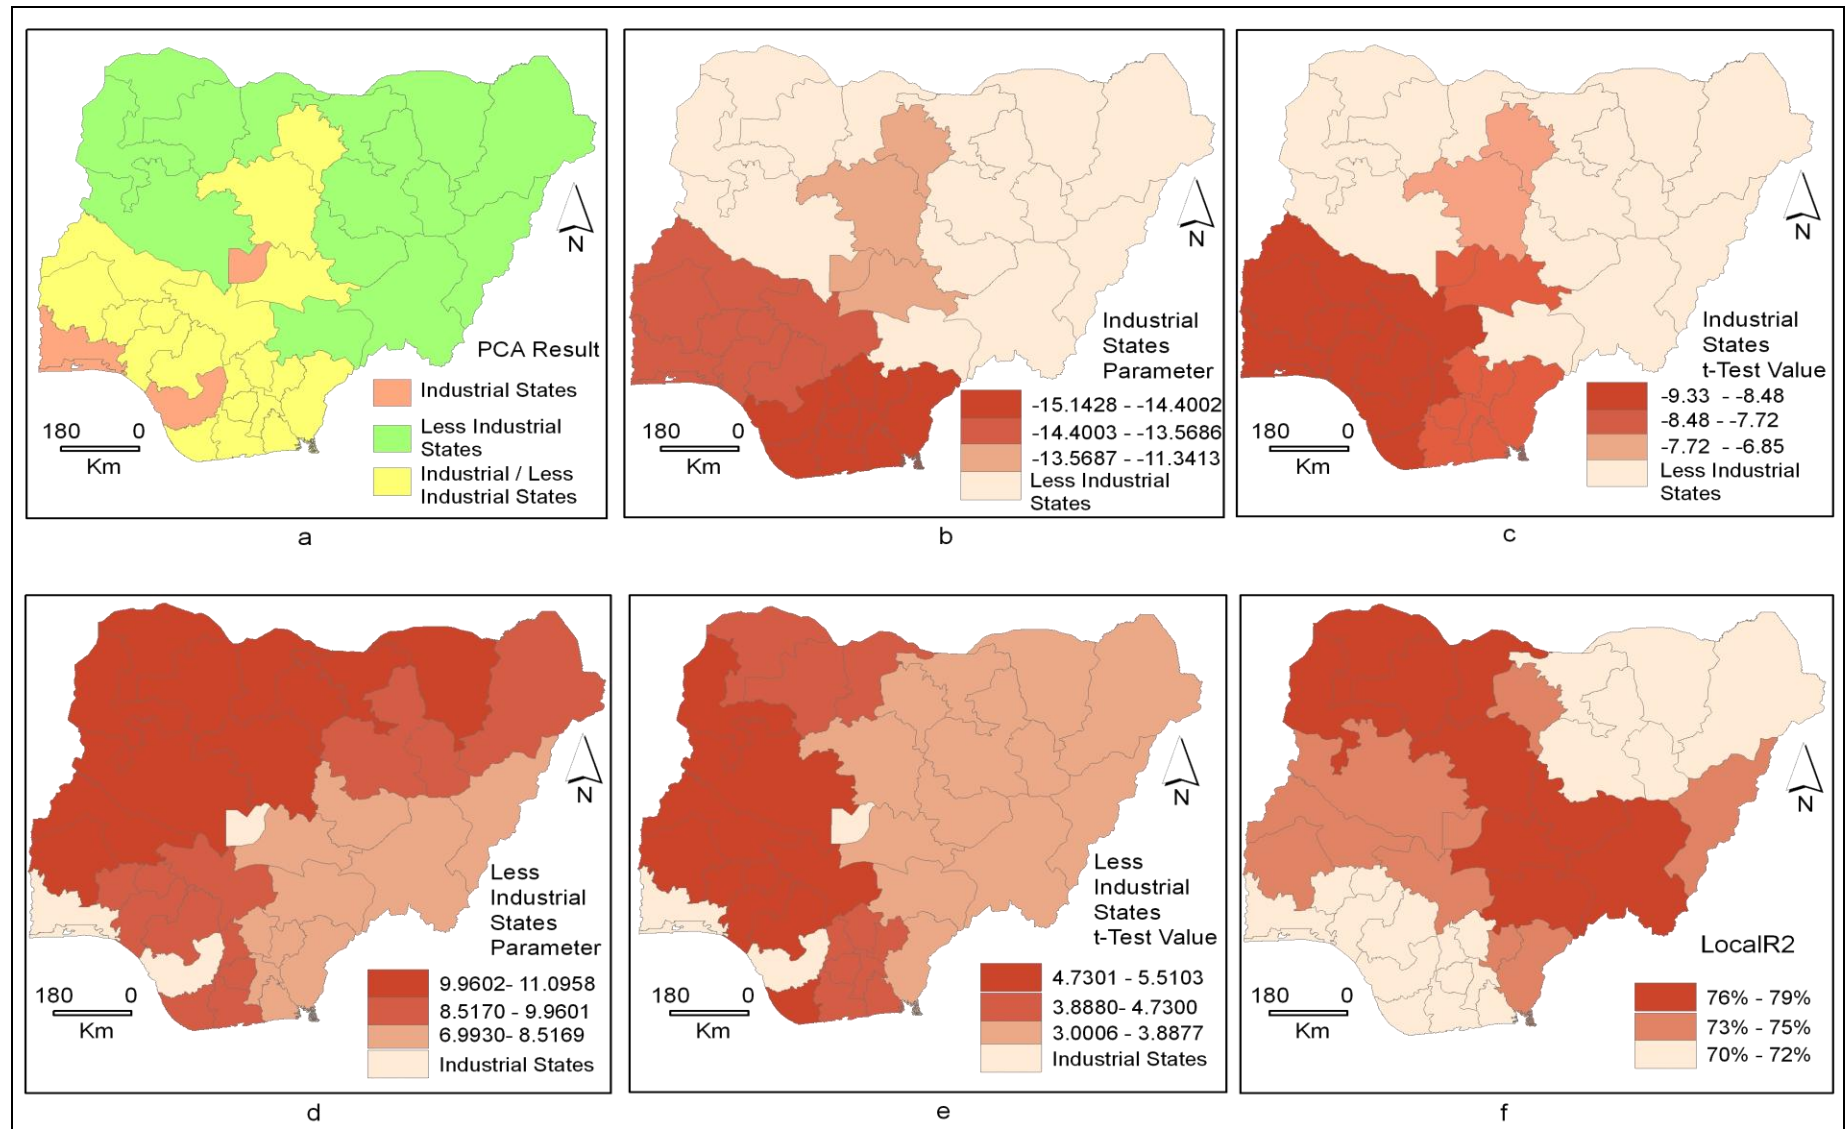 N
PCA Result
Industrial States
Less Industrial
States
Industrial / Less
Industrial States
180 0
Km
a
N
Industrial
States
Parameter
-15.1428 - -14.4002
-14.4003 - -13.5686
-13.5687 - -11.3413
Less Industrial
States
180 0
Km
b
N
Industrial
States
t-Test Value
-9.33 - -8.48
-8.48 - -7.72
-7.72 - -6.85
Less Industrial
States
180 0
Km
c
N
Less
Industrial
States
Parameter
9.9602- 11.0958
8.5170 - 9.9601
6.9930- 8.5169
Industrial States
180 0
Km
d
N
Less
Industrial
States
t-Test Value
4.7301 - 5.5103
3.8880- 4.7300
3.0006 - 3.8877
Industrial States
180 0
Km
e
N
LocalR2
76% - 79%
73% - 75%
70% - 72%
180 0
Km
f